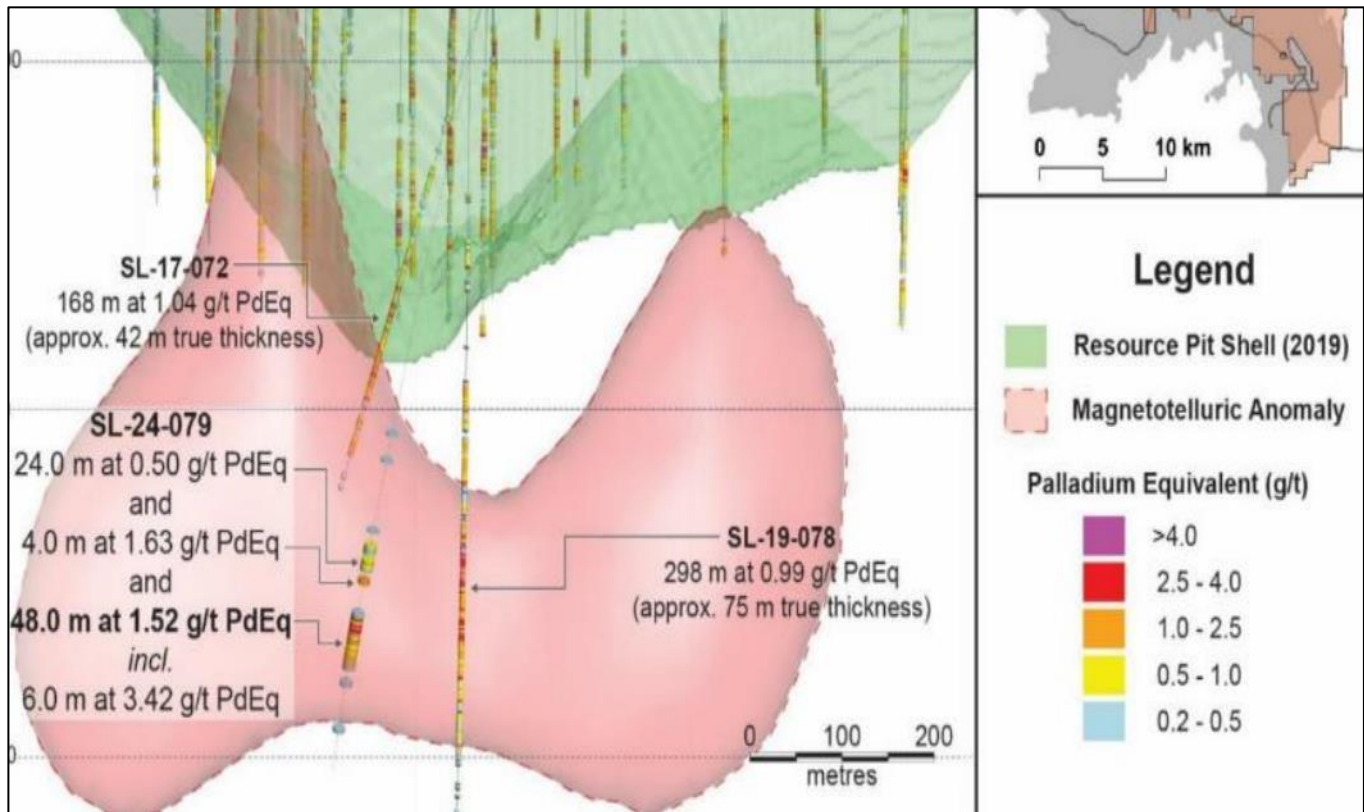 0
SL-17-072
168 m at 1.04 g/t PdEq
(approx. 42 m true thickness)
SL-24-079
24.0 m at 0.50 g/t PdEq
and
4.0 m at 1.63 g/t PdEq
and
48.0 m at 1.52 g/t PdEq
incl.
6.0 m at 3.42 g/t PdEq
SL-19-078
298 m at 0.99 g/t PdEq
(approx. 75 m true thickness)
0 100 200
metres
0
0 5 10 km
Legend
Resource Pit Shell (2019)
Magnetotelluric Anomaly
Palladium Equivalent (g/t)
>4.0
2.5 - 4.0
1.0 - 2.5
0.5 - 1.0
0.2 - 0.5